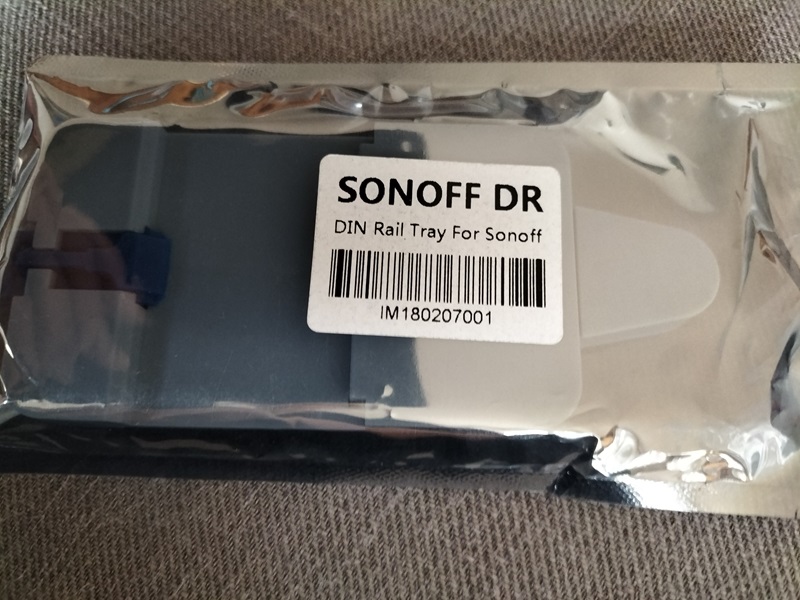 SONOFF DR
DIN Rail Tray For Sonoff
IM180207001